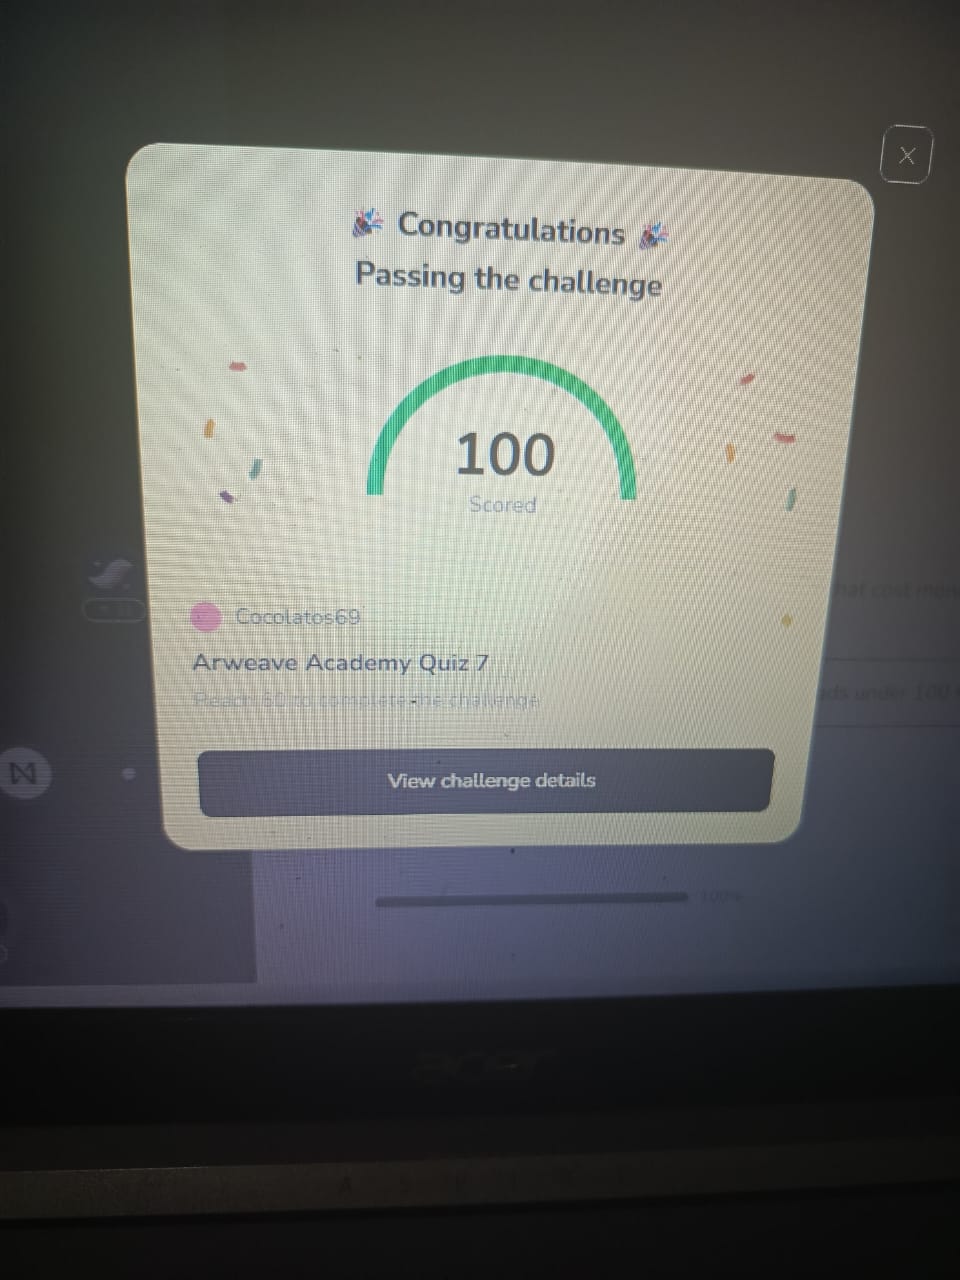 Congratulations
Passing the challenge
100
Scored
Cocolatos69
Arweave Academy Quiz 7
Reach 60 to complete the challenge
View challenge details
100%
hat cost
ds under 100
acer